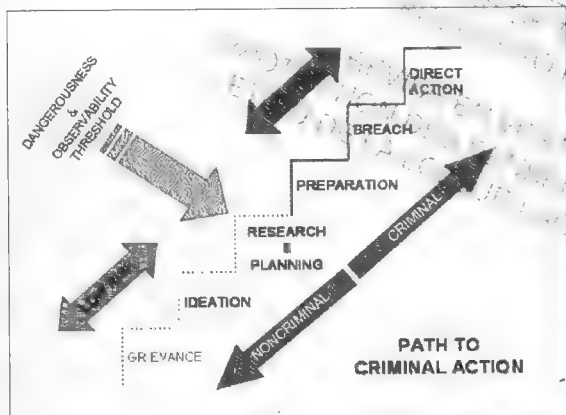 DANGEROUSNESS
&
OBSERVABILITY
THRESHOLD
DIRECT
ACTION
BREACH
PREPARATION
RESEARCH
&
PLANNING
IDEATION
GRIEVANCE
CRIMINAL
NONCRIMINAL
PATH TO
CRIMINAL ACTION